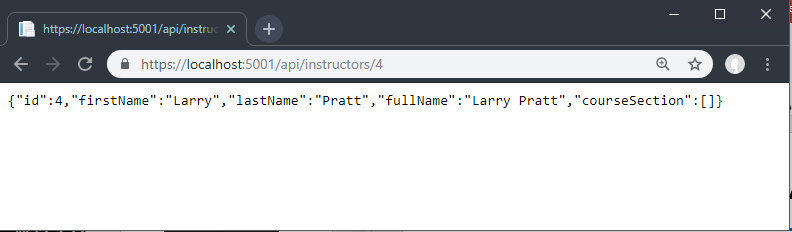 https://localhost:5001/api/instruc
https://localhost:5001/api/instructors/4
{"id":4,"firstName":"Larry","lastName":"Pratt","fullName":"Larry Pratt","courseSection":[]}